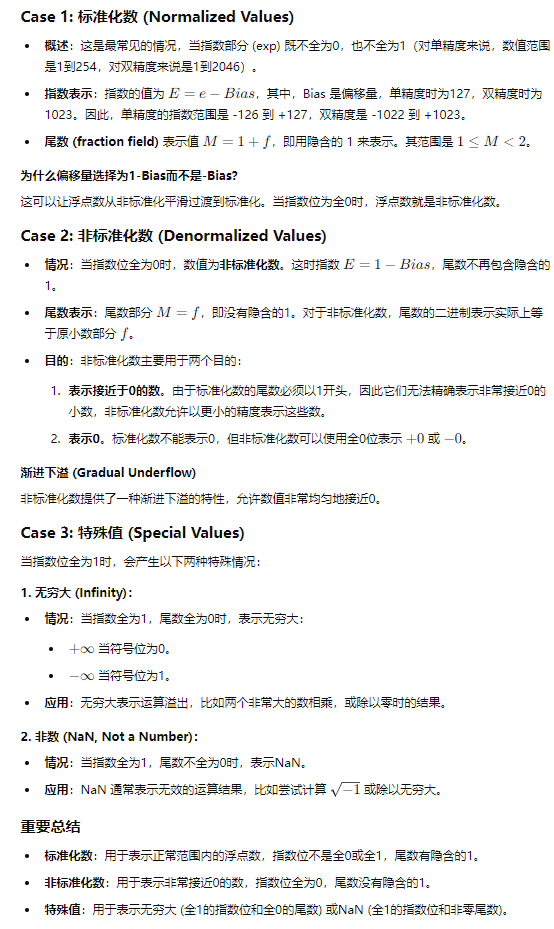 Case 1: 标准化数 (Normalized Values)
• 概述：这是最常见的情况，当指数部分 (exp) 既不全为0，也不全为1（对单精度来说，数值范围
是1到254，对双精度来说是1到2046）。
• 指数表示：指数的值为 E = e − Bias，其中，Bias 是偏移量，单精度时为127，双精度时为
1023。因此，单精度的指数范围是 -126 到 +127，双精度是 -1022 到 +1023。
• 尾数 (fraction field) 表示值 M = 1 + f，即用隐含的 1 来表示。其范围是 1 ≤ M < 2。
为什么偏移量选择为1-Bias而不是-Bias?
这可以让浮点数从非标准化平滑过渡到标准化。当指数位为全0时，浮点数就是非标准化数。
Case 2: 非标准化数 (Denormalized Values)
• 情况：当指数位全为0时，数值为非标准化数。这时指数 E = 1 − Bias，尾数不再包含隐含的
1。
• 尾数表示：尾数部分 M = f，即没有隐含的1。对于非标准化数，尾数的二进制表示实际上等
于原小数部分 f。
• 目的：非标准化数主要用于两个目的：
1. 表示接近于0的数。由于标准化数的尾数必须以1开头，因此它们无法精确表示非常接近0的
小数，非标准化数允许以更小的精度表示这些数。
2. 表示0。标准化数不能表示0，但非标准化数可以使用全0位表示 +0 或 −0。
渐进下溢 (Gradual Underflow)
非标准化数提供了一种渐进下溢的特性，允许数值非常均匀地接近0。
Case 3: 特殊值 (Special Values)
当指数位全为1时，会产生以下两种特殊情况：
1. 无穷大 (Infinity)：
• 情况：当指数全为1，尾数全为0时，表示无穷大：
• +∞ 当符号位为0。
• −∞ 当符号位为1。
• 应用：无穷大表示运算溢出，比如两个非常大的数相乘，或除以零时的结果。
2. 非数 (NaN, Not a Number)：
• 情况：当指数全为1，尾数不全为0时，表示NaN。
• 应用：NaN 通常表示无效的运算结果，比如尝试计算 √−1 或除以无穷大。
重要总结
• 标准化数：用于表示正常范围内的浮点数，指数位不是全0或全1，尾数有隐含的1。
• 非标准化数：用于表示非常接近0的数，指数位全为0，尾数没有隐含的1。
• 特殊值：用于表示无穷大 (全1的指数位和全0的尾数) 或NaN (全1的指数位和非零尾数)。